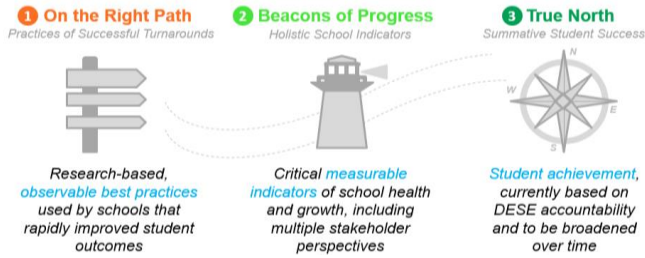 1 On the Right Path
Practices of Successful Turnarounds
Research-based,
observable best practices
used by schools that
rapidly improved student
outcomes
2 Beacons of Progress
Holistic School Indicators
Critical measurable
indicators of school health
and growth, including
multiple stakeholder
perspectives
3 True North
Summative Student Success
N
W
E
S
Student achievement,
currently based on
DESE accountability
and to be broadened
over time